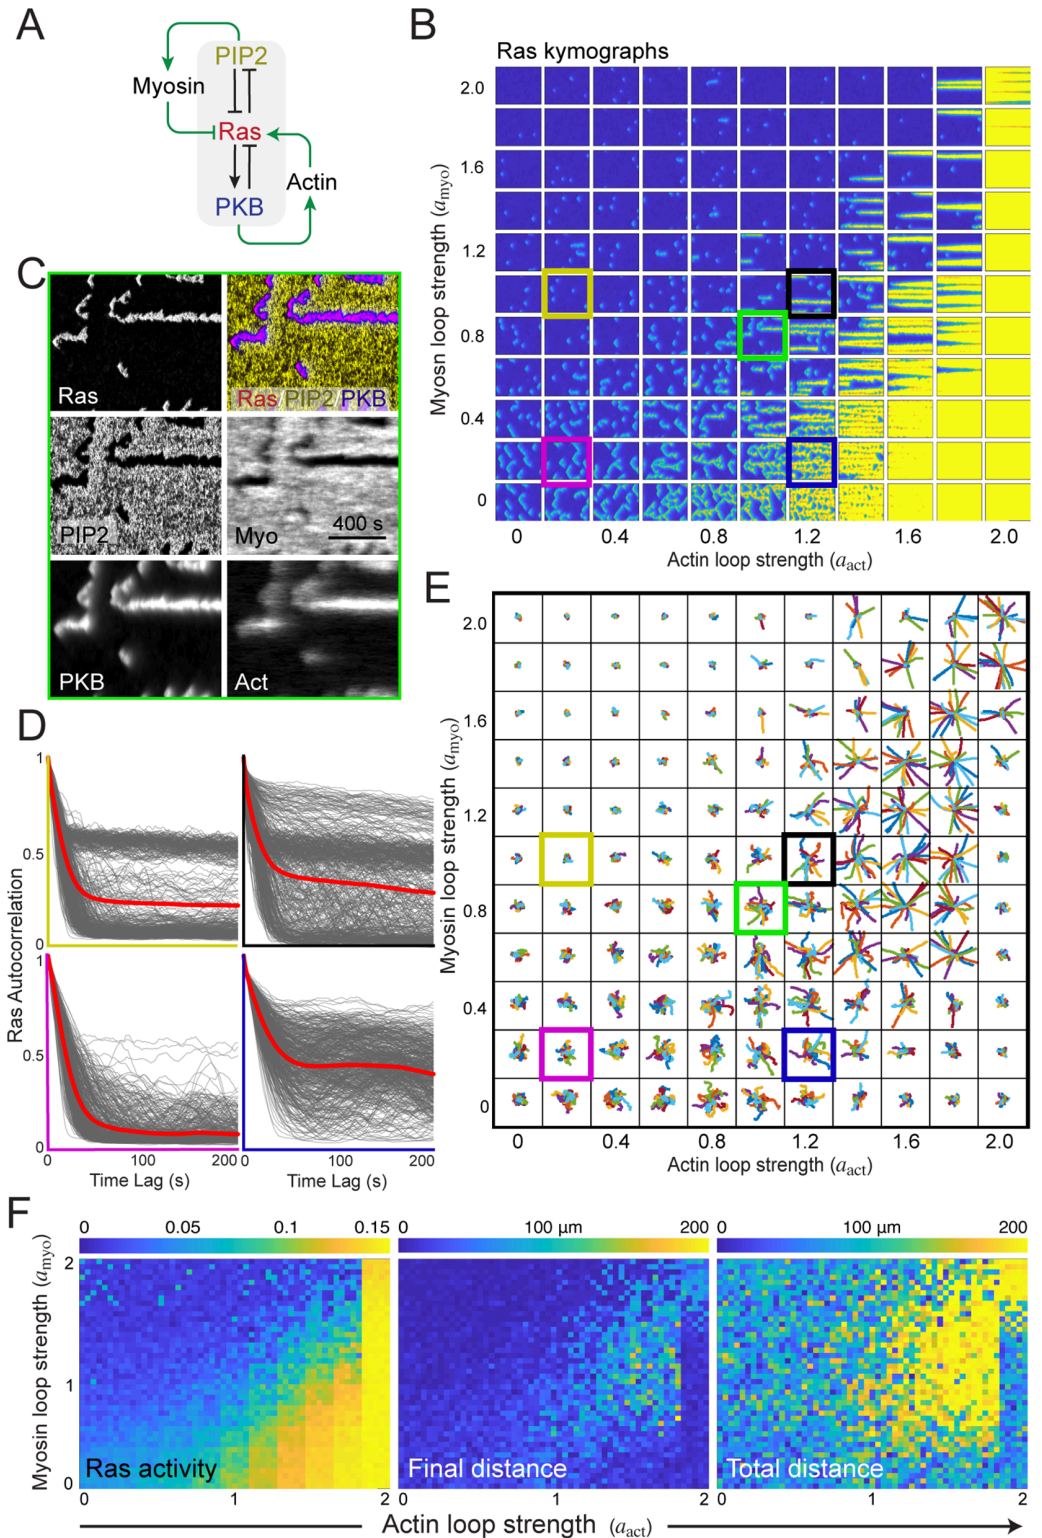 A
PIP2
Myosin
Ras
Actin
PKB
B
Ras kymographs
Myosn loop strength (amyo)
2.0
1.6
1.2
0.8
0.4
0
0 0.4 0.8 1.2 1.6 2.0
Actin loop strength (aact)
C
Ras
Ras PIP2 PKB
PIP2
Myo
400 s
PKB
Act
D
Ras Autocorrelation
1
0.5
0
1
0.5
0
0 100 200 0 100 200
Time Lag (s) Time Lag (s)
E
Myosin loop strength (amyo)
2.0
1.6
1.2
0.8
0.4
0
0 0.4 0.8 1.2 1.6 2.0
Actin loop strength (aact)
F
0 0.05 0.1 0.15
0 100 µm 200
0 100 µm 200
Myosin loop strength (amyo)
2
1
0
Ras activity
Final distance
Total distance
0 1 2
1 2
1 2
Actin loop strength (aact)